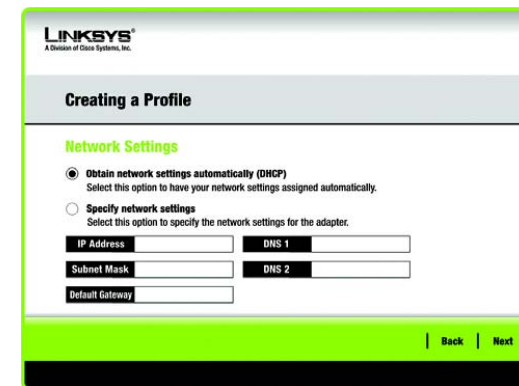 LINKSYS®
A Division of Cisco Systems, Inc.
Creating a Profile
Network Settings
Obtain network settings automatically (DHCP)
Select this option to have your network settings assigned automatically.
Specify network settings
Select this option to specify the network settings for the adapter.
IP Address DNS 1
Subnet Mask DNS 2
Default Gateway
Back Next